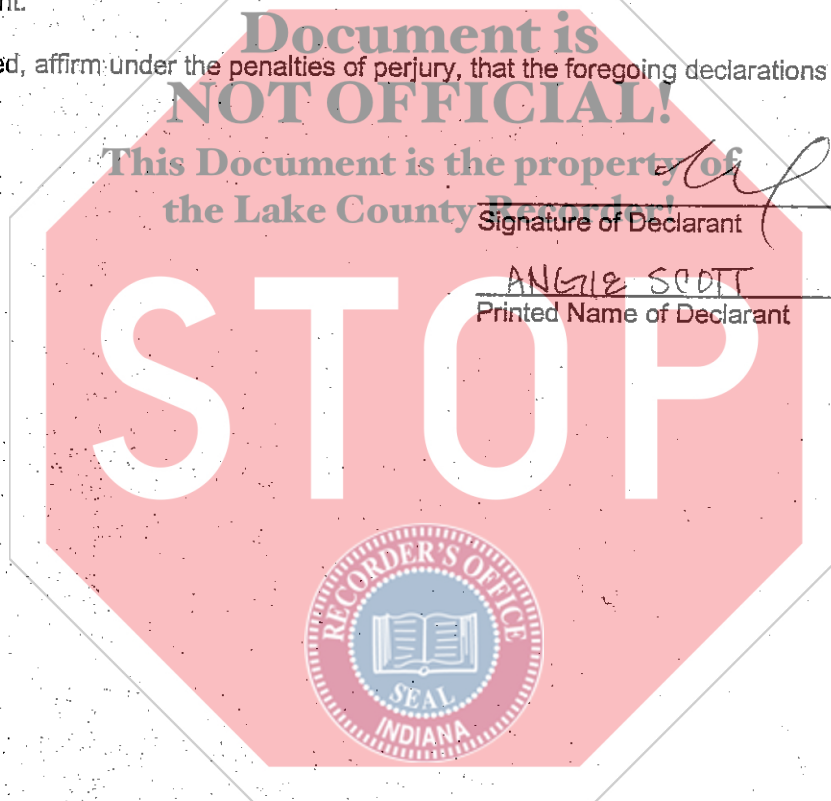 nt.
Document is
ed, affirm under the penalties of perjury, that the foregoing declarations
NOT OFFICIAL!
This Document is the property of
the Lake County Recorder!
Signature of Declarant
ANGIE SCOTT
Printed Name of Declarant
STOP
RECORDER'S OFFICE
SEAL
INDIANA